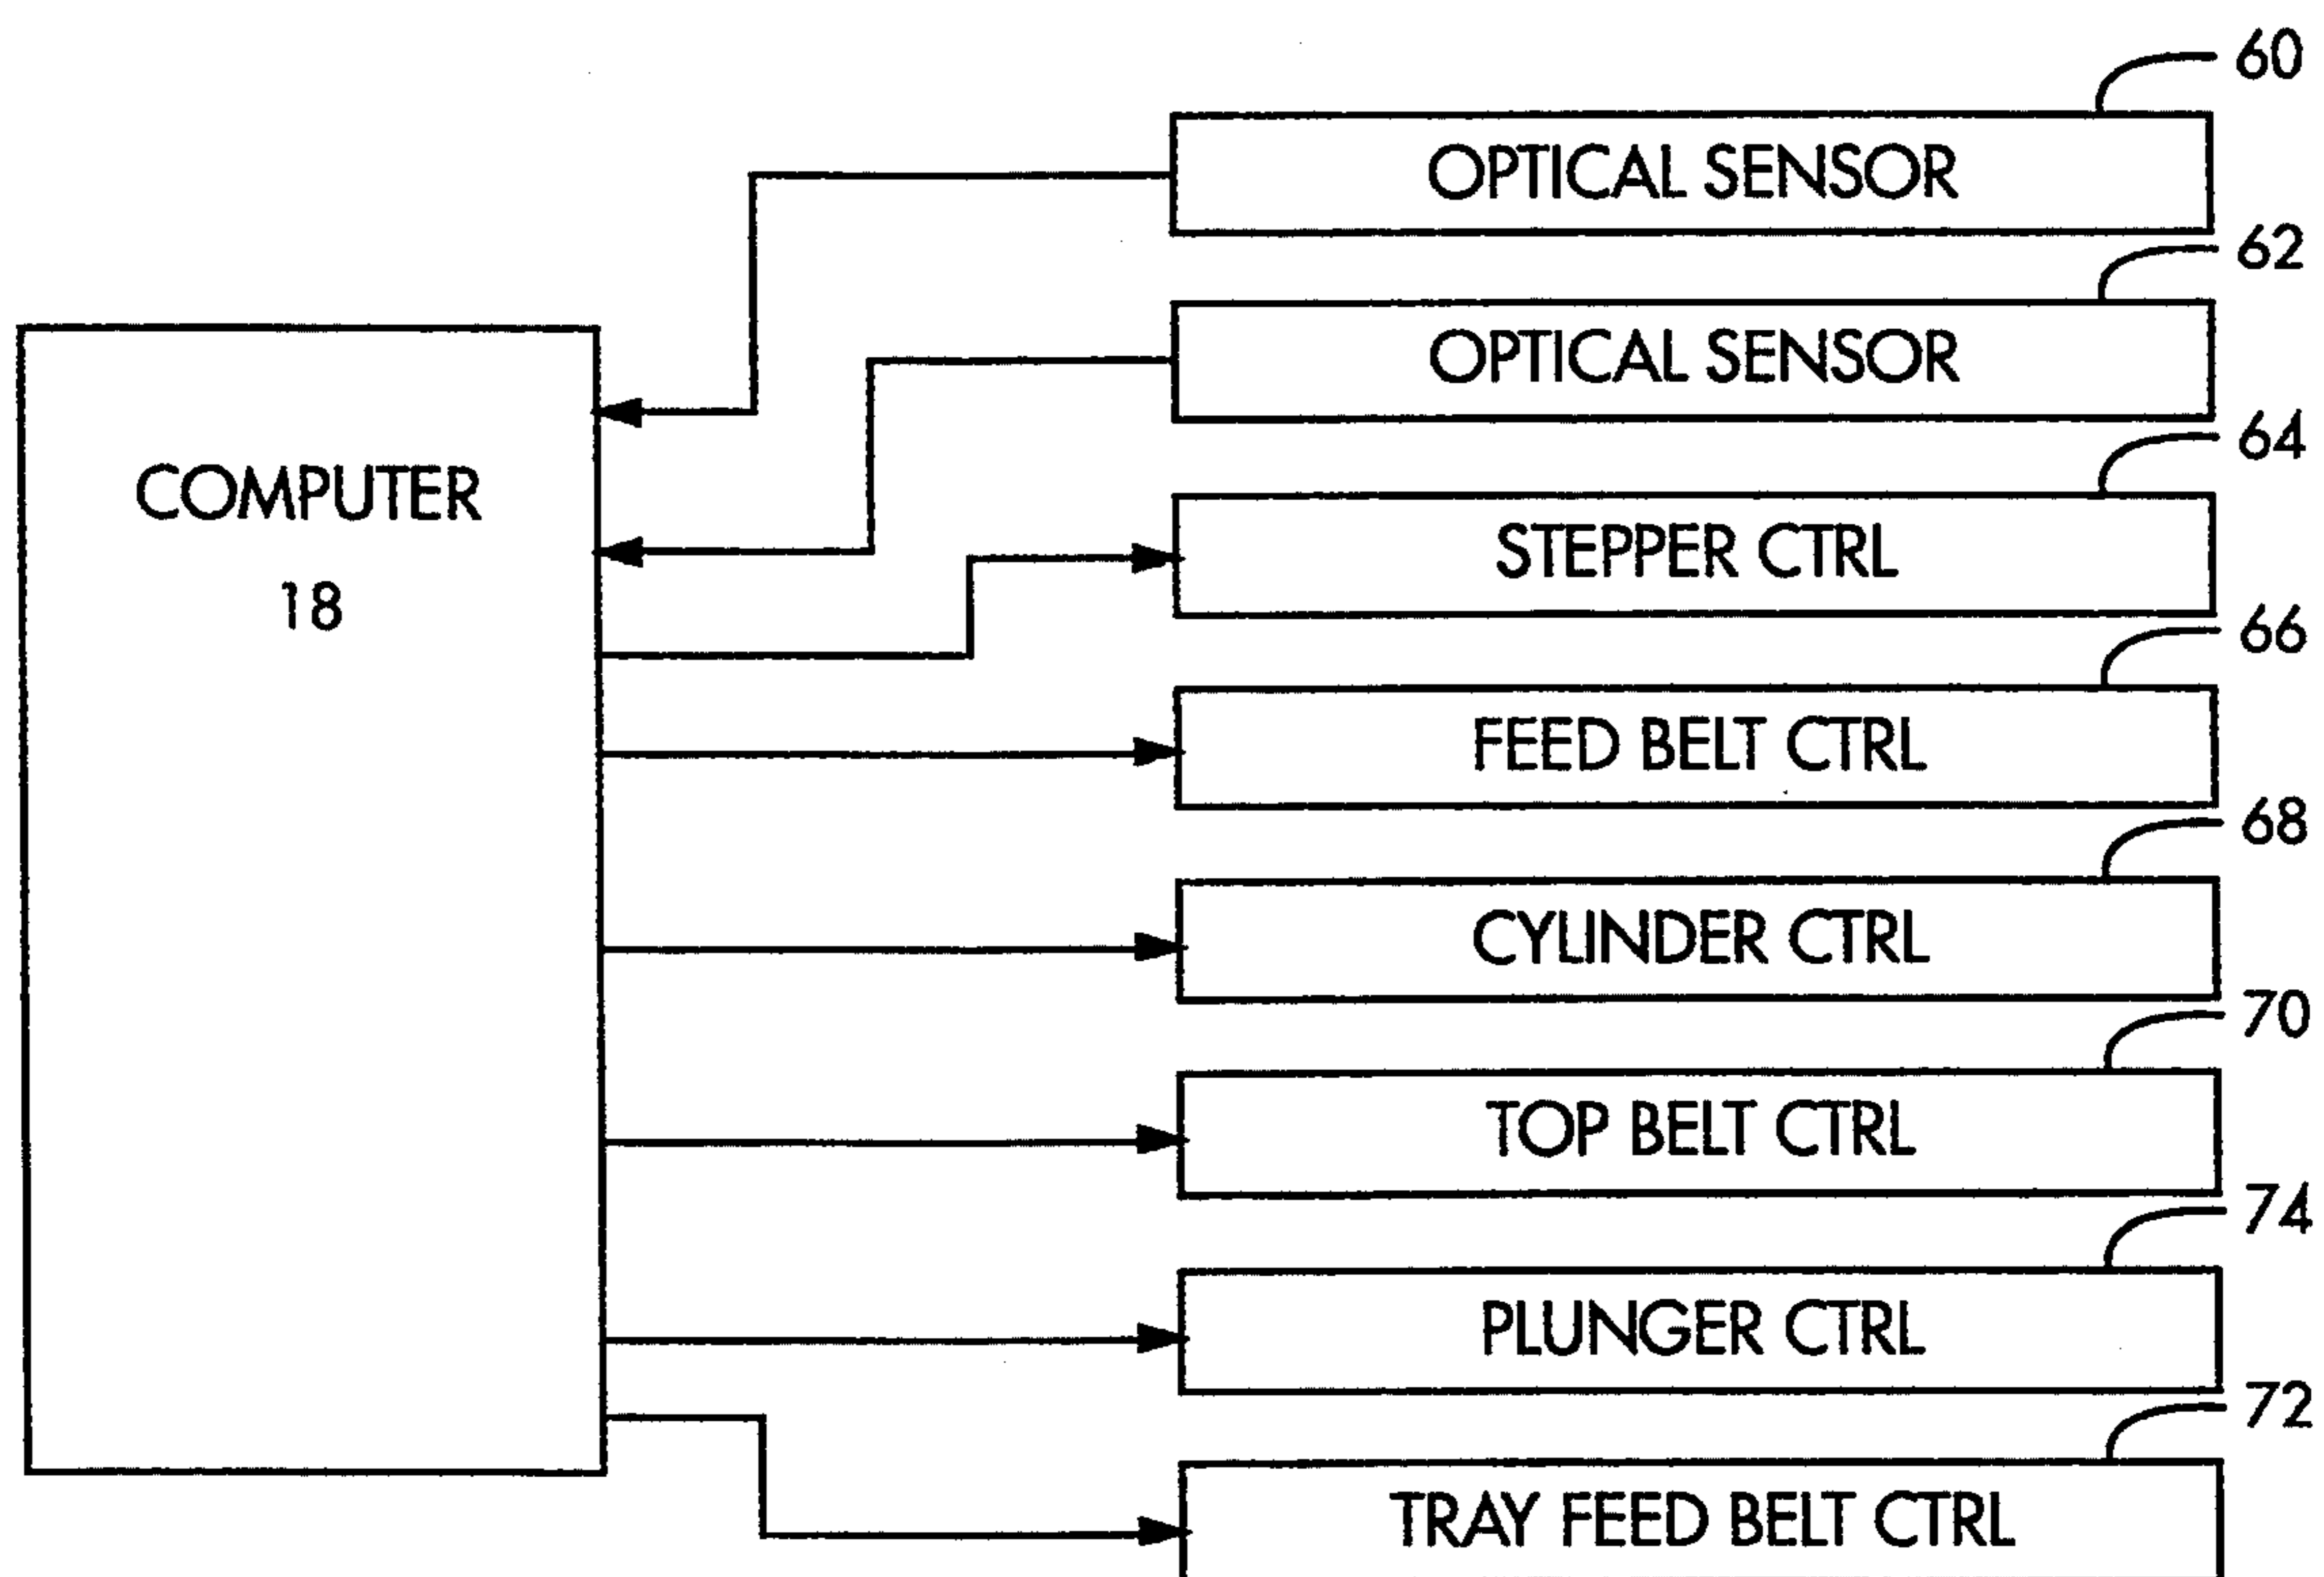 60
OPTICAL SENSOR
62
OPTICAL SENSOR
64
COMPUTER
18
STEPPER CTRL
66
FEED BELT CTRL
68
CYLINDER CTRL
70
TOP BELT CTRL
74
PLUNGER CTRL
72
TRAY FEED BELT CTRL